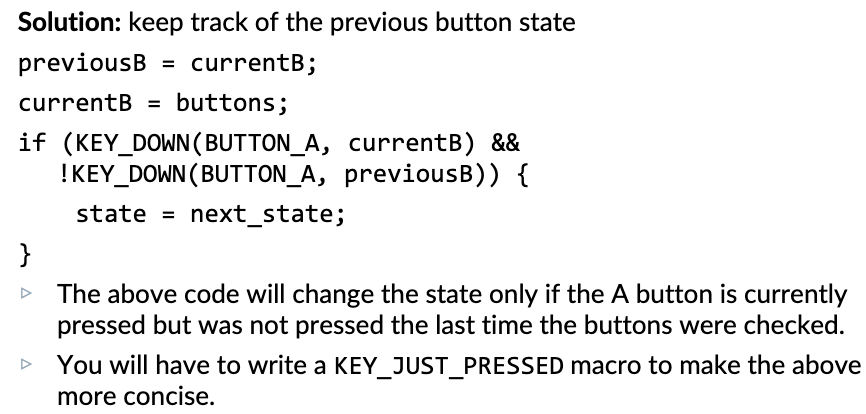 Solution: keep track of the previous button state
previousB = currentB;
currentB = buttons;
if (KEY_DOWN(BUTTON_A, currentB) &&
!KEY_DOWN(BUTTON_A, previousB)) {
state = next_state;
}
▷ The above code will change the state only if the A button is currently
pressed but was not pressed the last time the buttons were checked.
▷ You will have to write a KEY_JUST_PRESSED macro to make the above
more concise.